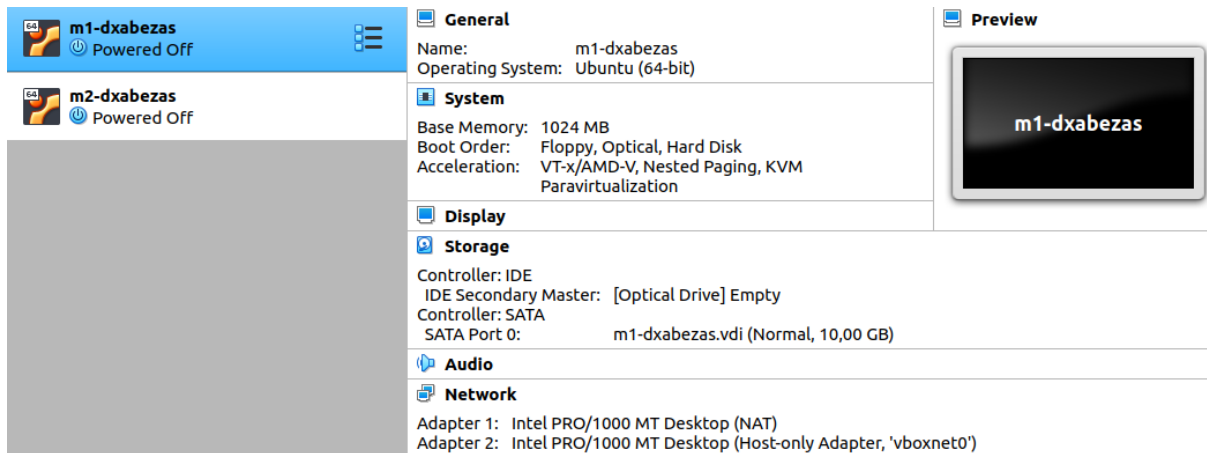 64
m1-dxabezas
Powered Off
64
m2-dxabezas
Powered Off
General
Name: m1-dxabezas
Operating System: Ubuntu (64-bit)
System
Base Memory: 1024 MB
Boot Order: Floppy, Optical, Hard Disk
Acceleration: VT-x/AMD-V, Nested Paging, KVM
Paravirtualization
Display
Preview
m1-dxabezas
Storage
Controller: IDE
IDE Secondary Master: [Optical Drive] Empty
Controller: SATA
SATA Port 0: m1-dxabezas.vdi (Normal, 10,00 GB)
Audio
Network
Adapter 1: Intel PRO/1000 MT Desktop (NAT)
Adapter 2: Intel PRO/1000 MT Desktop (Host-only Adapter, 'vboxnet0')